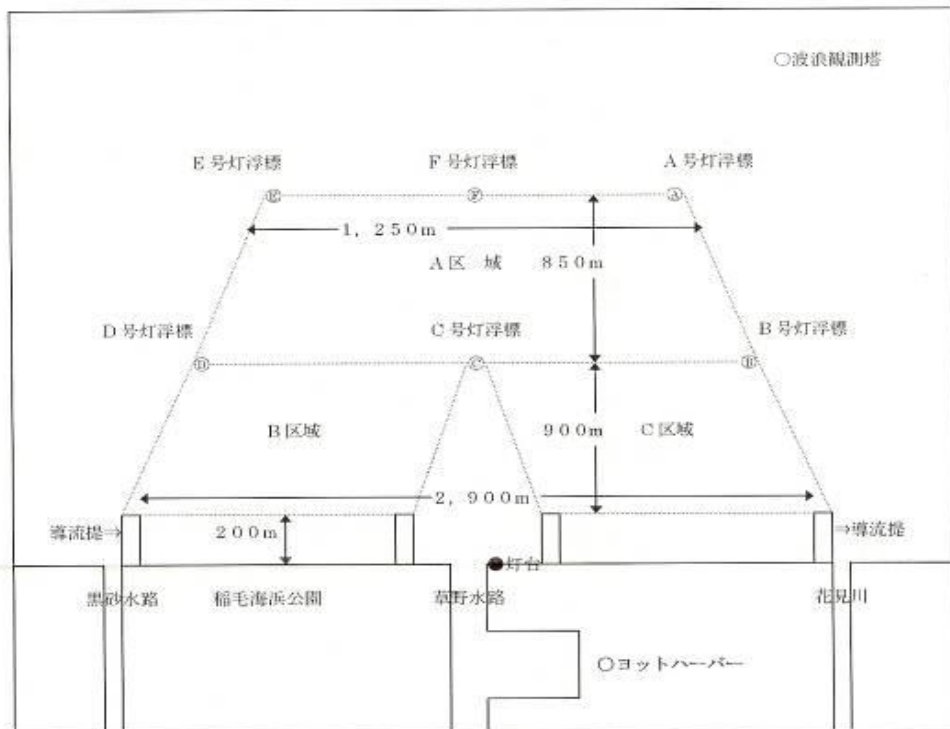 ○波浪観測塔
E号灯浮標 F号灯浮標 A号灯浮標
Ⓔ Ⓕ Ⓐ
1,250m
A区 域 850m
D号灯浮標 C号灯浮標 B号灯浮標
Ⓓ Ⓒ Ⓑ
B区域 900m C区域
2,900m
導流提⇒ 200m ⇒導流提
●灯台
黒砂水路 稲毛海浜公園 草野水路 花見川
○ヨットハーバー